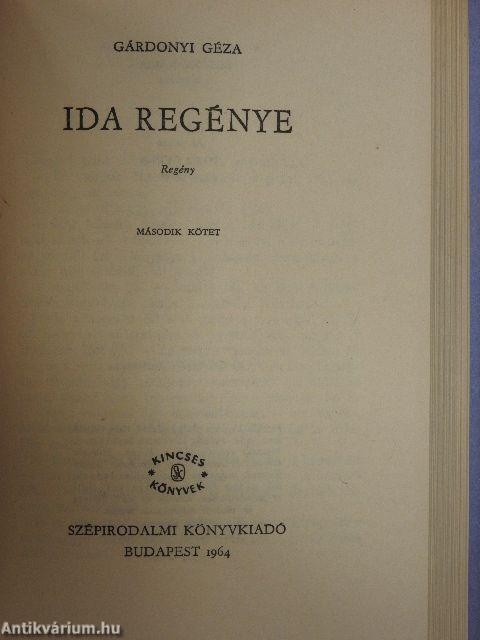 GÁRDONYI GÉZA
IDA REGÉNYE
Regény
MÁSODIK KÖTET
KINCSES
KÖNYVEK
SZÉPIRODALMI KÖNYVKIADÓ
BUDAPEST 1964
Antikvárium.hu